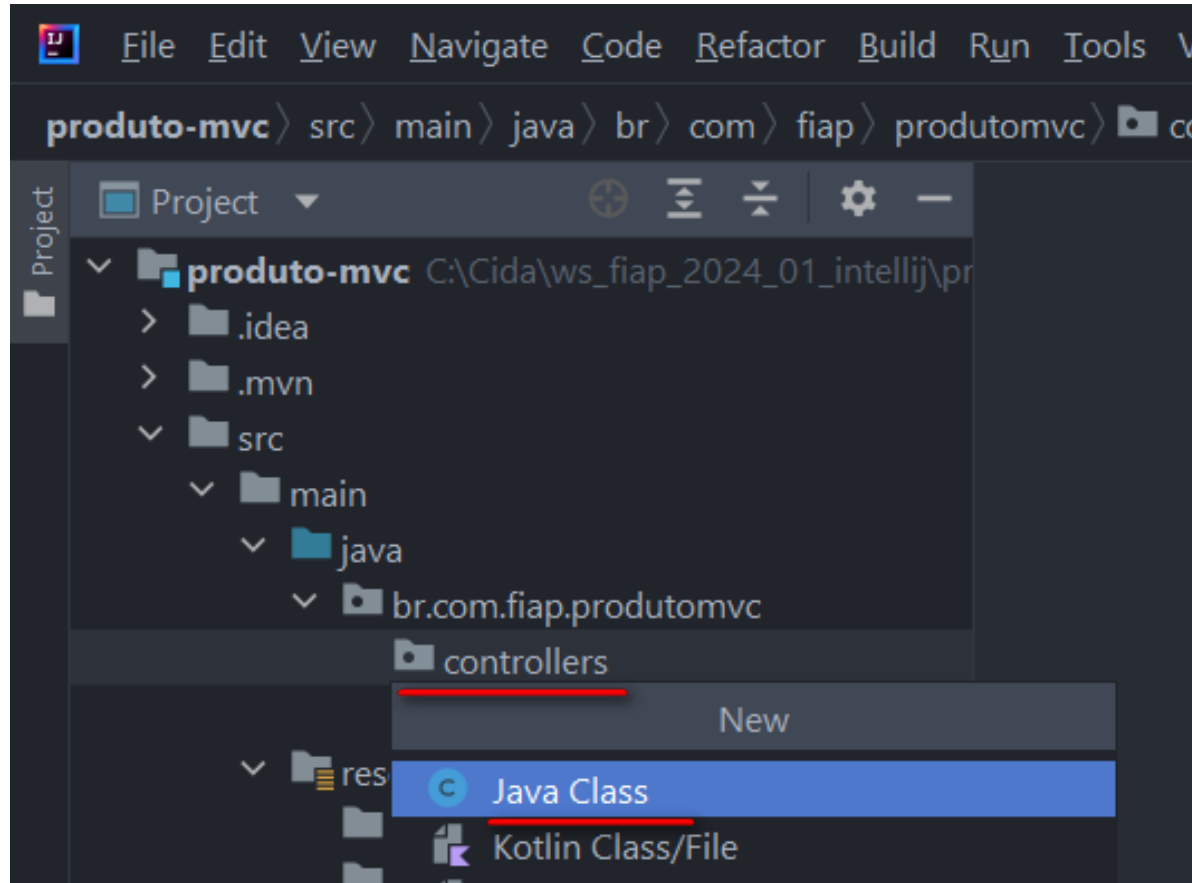 IJ
File Edit View Navigate Code Refactor Build Run Tools
produto-mvc src main java br com fiap produtomvc
Project
Project
produto-mvc C:\Cida\ws_fiap_2024_01_intellij\pr
.idea
.mvn
src
main
java
br.com.fiap.produtomvc
controllers
New
res
C Java Class
Kotlin Class/File